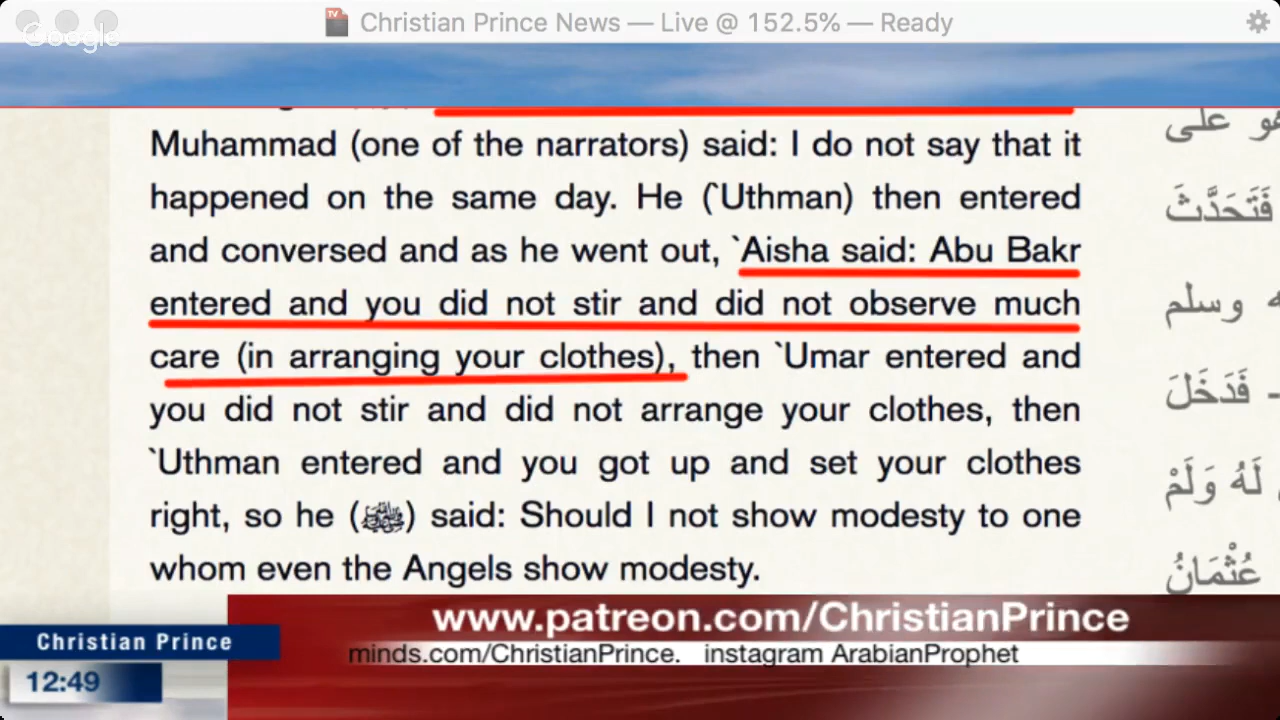 Christian Prince News — Live @ 152.5% — Ready
Google
Muhammad (one of the narrators) said: I do not say that it
happened on the same day. He (`Uthman) then entered
and conversed and as he went out, `Aisha said: Abu Bakr
entered and you did not stir and did not observe much
care (in arranging your clothes), then `Umar entered and
you did not stir and did not arrange your clothes, then
`Uthman entered and you got up and set your clothes
right, so he (ﷺ) said: Should I not show modesty to one
whom even the Angels show modesty.
هو على
فَتَحَدَّثَ
وسلم
- فَدَخَلَ
لَهُ وَلَمْ
عُثْمَانُ
www.patreon.com/ChristianPrince
minds.com/ChristianPrince. instagram ArabianProphet
Christian Prince
12:49